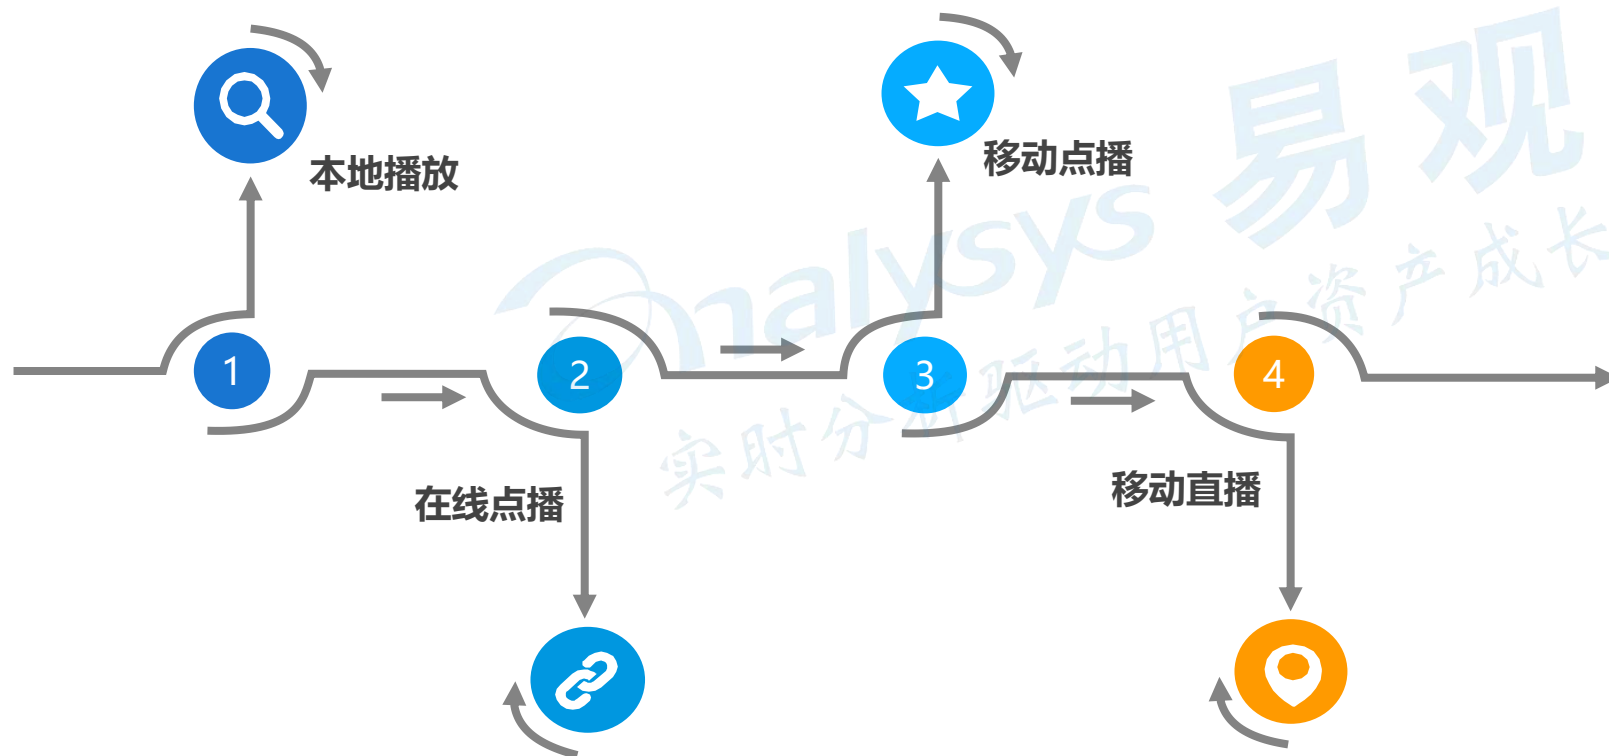 本地播放
移动点播
1
2
3
4
在线点播
移动直播
analysys 易观
实时分析驱动用户资产成长